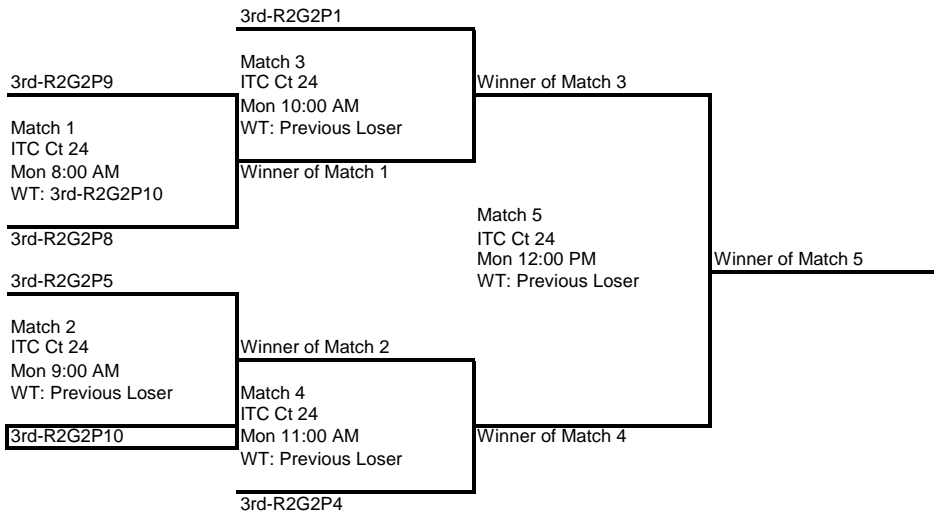 3rd-R2G2P1
Match 3
ITC Ct 24
Mon 10:00 AM
WT: Previous Loser
3rd-R2G2P9
Match 1
ITC Ct 24
Mon 8:00 AM
WT: 3rd-R2G2P10
3rd-R2G2P8
Winner of Match 1
Winner of Match 3
Match 5
ITC Ct 24
Mon 12:00 PM
WT: Previous Loser
Winner of Match 5
3rd-R2G2P5
Match 2
ITC Ct 24
Mon 9:00 AM
WT: Previous Loser
3rd-R2G2P10
Winner of Match 2
Match 4
ITC Ct 24
Mon 11:00 AM
WT: Previous Loser
3rd-R2G2P4
Winner of Match 4